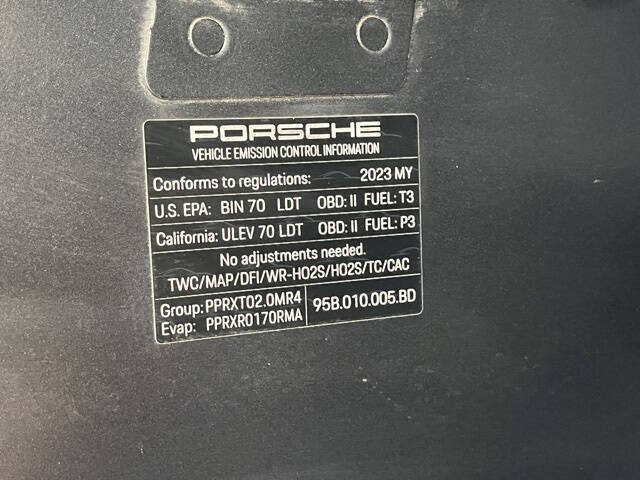 PORSCHE
VEHICLE EMISSION CONTROL INFORMATION
Conforms to regulations: 2023 MY
U.S. EPA: BIN 70 LDT OBD: II FUEL: T3
California: ULEV 70 LDT OBD: II FUEL: P3
No adjustments needed.
TWC/MAP/DFI/WR-HO2S/HO2S/TC/CAC
Group: PPRXT02.0MR4
Evap: PPRXR0170RMA
95B.010.005.BD